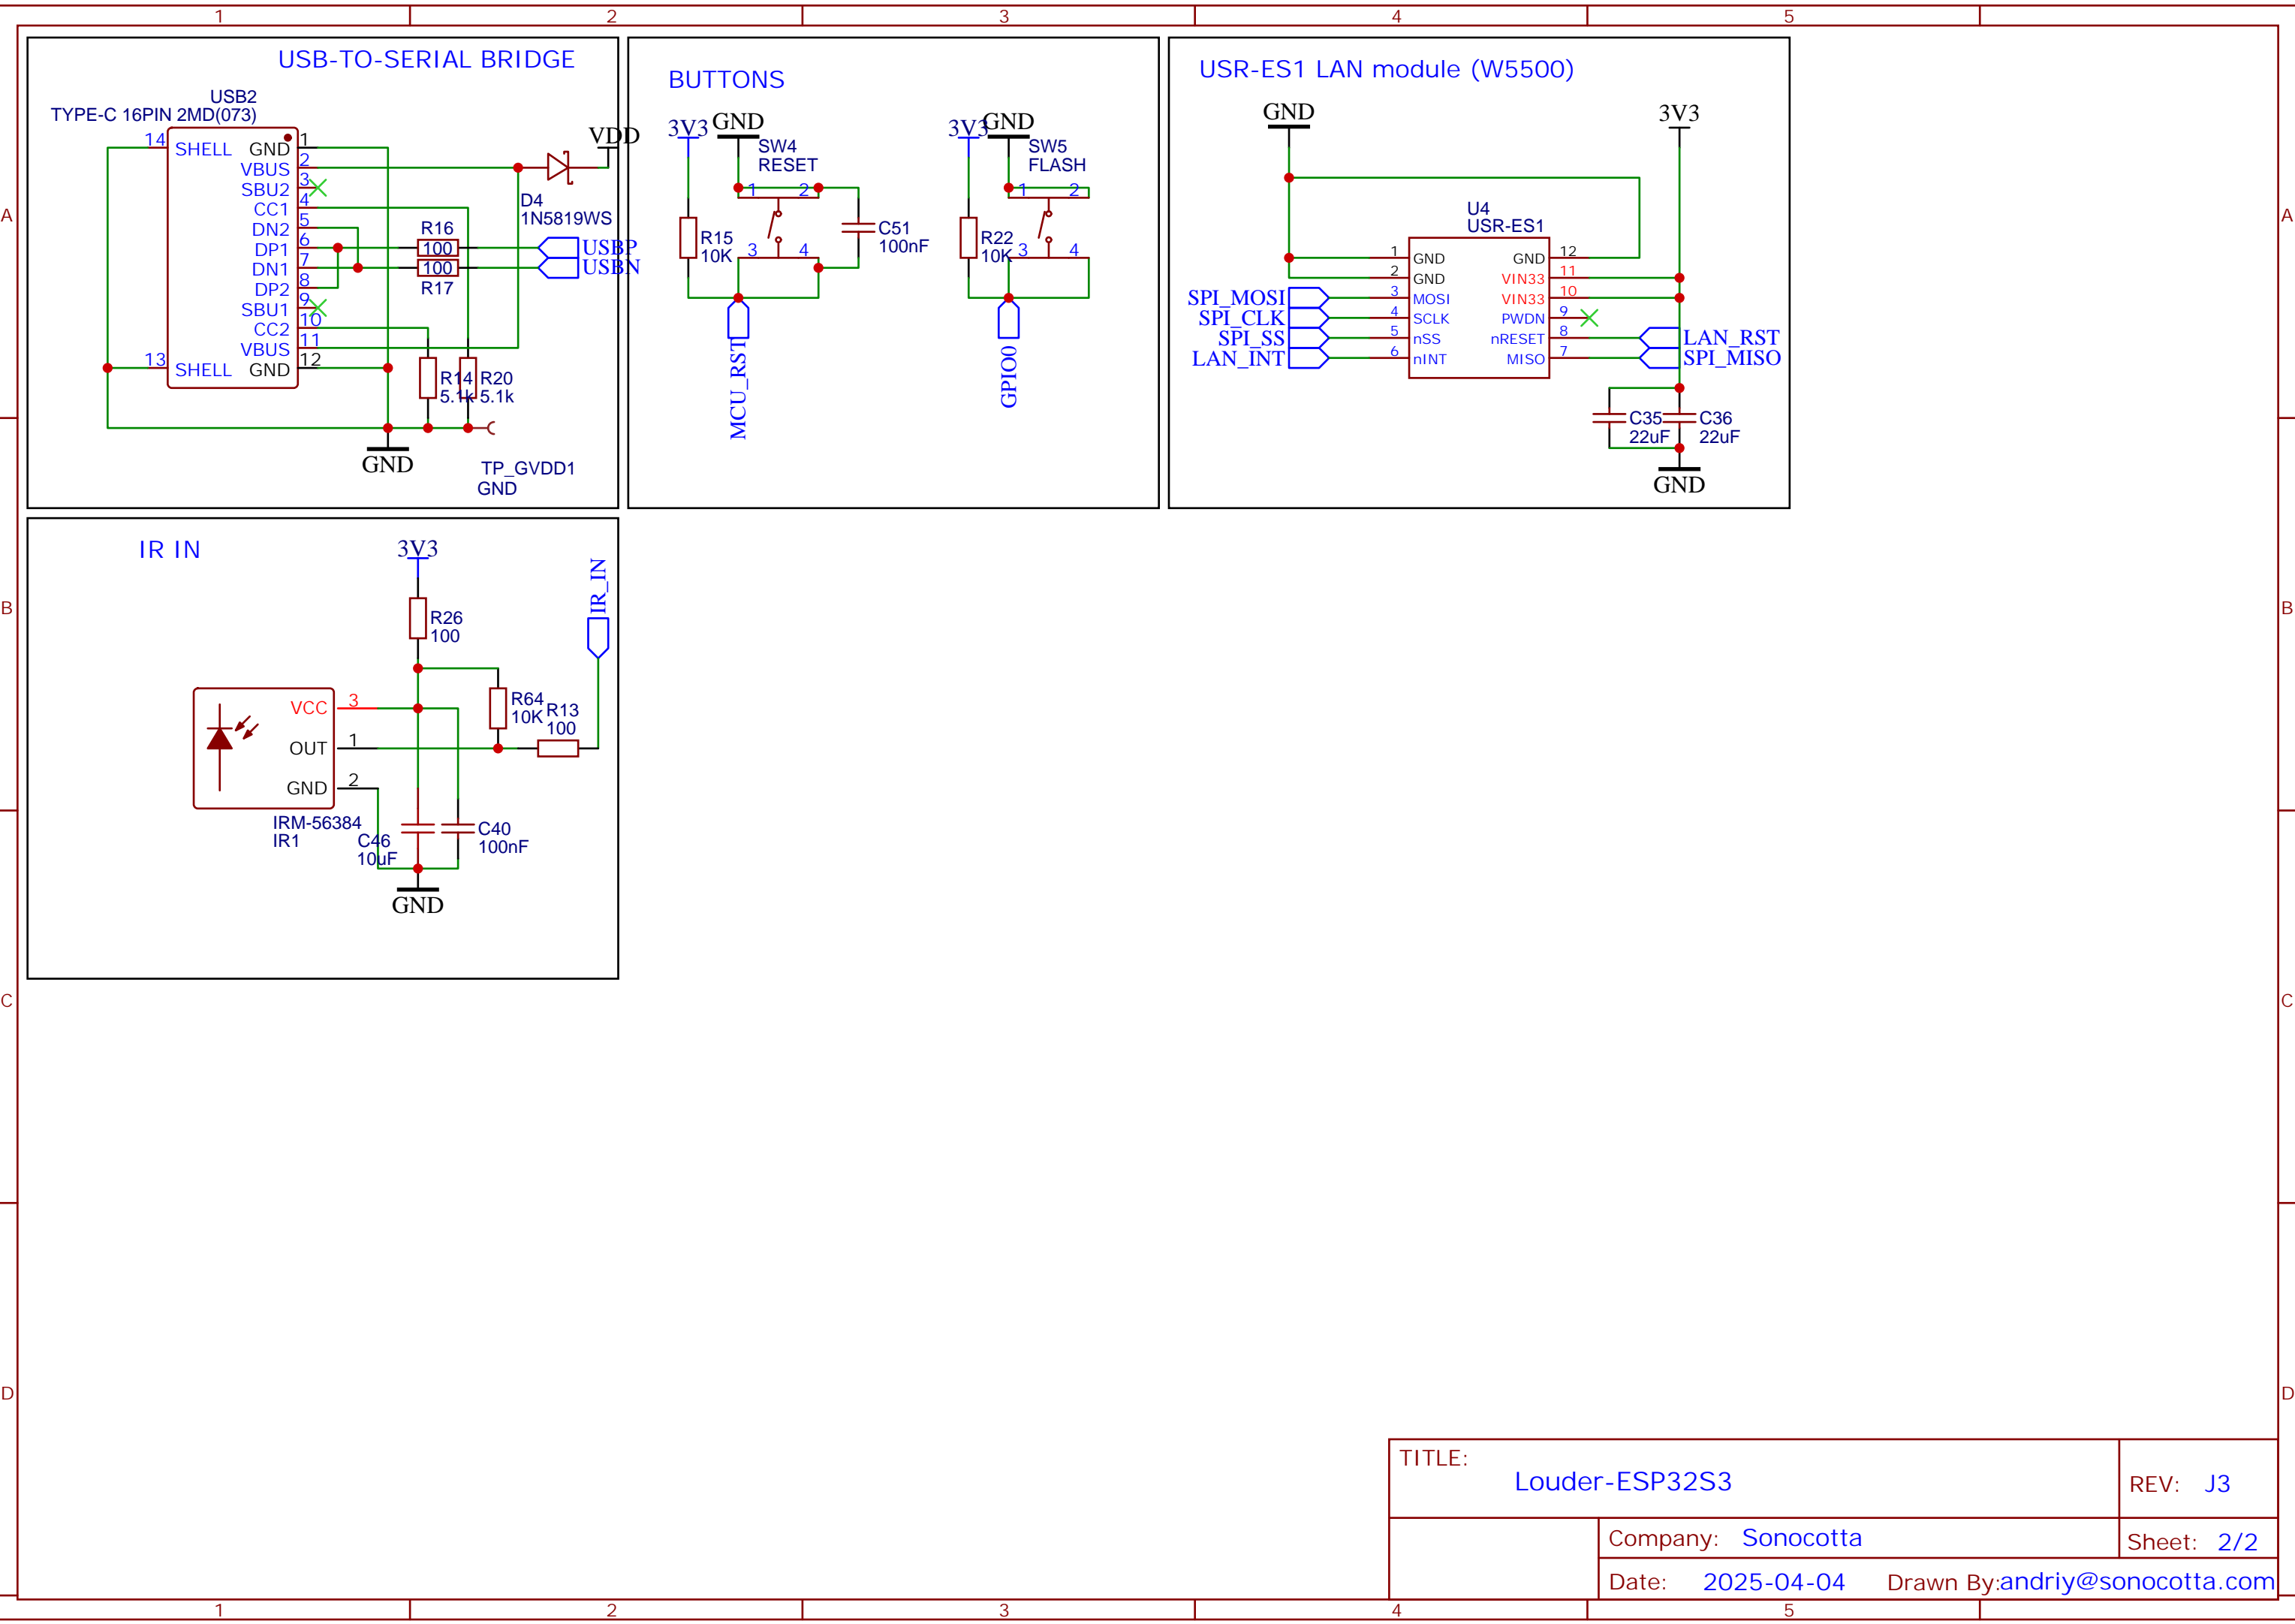 1 2 3 4 5
A
B
C
D
A
B
C
D
USB-TO-SERIAL BRIDGE
USB2
TYPE-C 16PIN 2MD(073)
14 SHELL
13 SHELL
GND 1
VBUS 2
SBU2 3
CC1 4
DN2 5
DP1 6
DN1 7
DP2 8
SBU1 9
CC2 10
VBUS 11
GND 12
VDD
D4
1N5819WS
R16
100
100
R17
USBP
USBN
R14
5.1k
R20
5.1k
GND
TP_GVDD1
GND
BUTTONS
3V3
GND
SW4
RESET
1 2
3 4
R15
10K
C51
100nF
MCU_RST
3V3
GND
SW5
FLASH
1 2
3 4
R22
10K
GPIO0
USR-ES1 LAN module (W5500)
GND
3V3
U4
USR-ES1
1 GND
2 GND
SPI_MOSI 3 MOSI
SPI_CLK 4 SCLK
SPI_SS 5 nSS
LAN_INT 6 nINT
GND 12
VIN33 11
VIN33 10
PWDN 9
nRESET 8 LAN_RST
MISO 7 SPI_MISO
C35
22uF
C36
22uF
GND
IR IN
3V3
IR_IN
R26
100
R64
10K
R13
100
VCC 3
OUT 1
GND 2
IRM-56384
IR1
C46
10uF
C40
100nF
GND
TITLE:
Louder-ESP32S3
REV: J3
Company: Sonocotta
Sheet: 2/2
Date: 2025-04-04
Drawn By:andriy@sonocotta.com
1 2 3 4 5